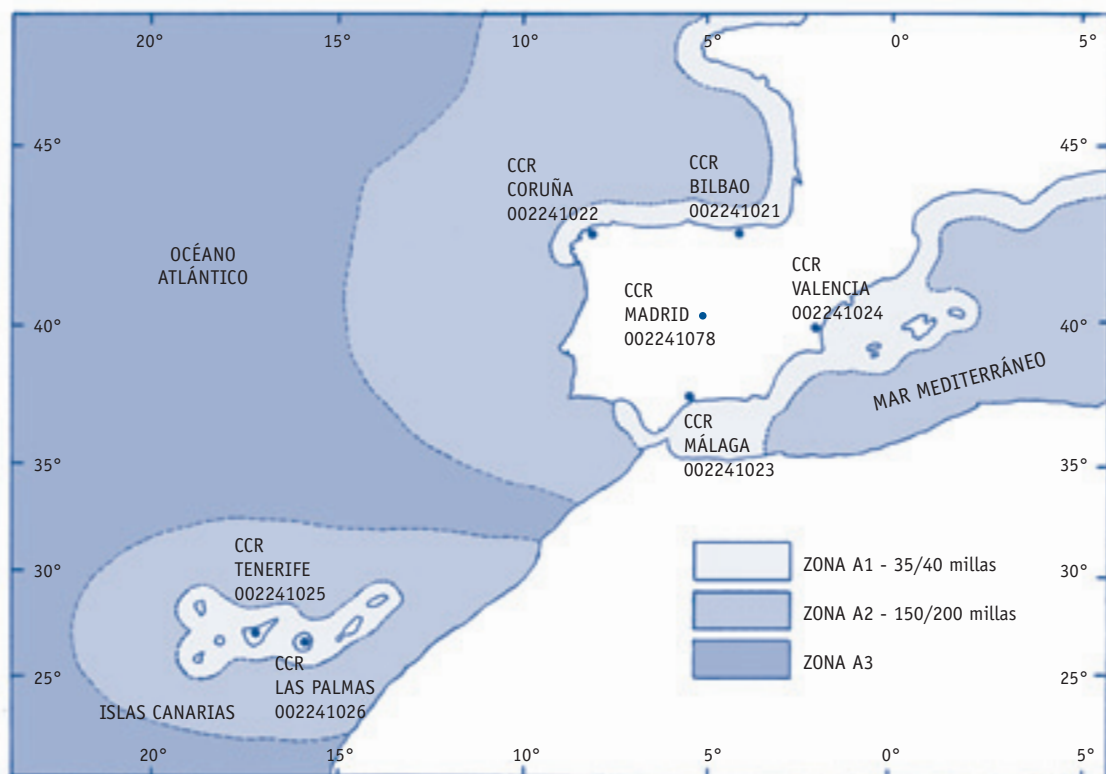 20° 15° 10° 5° 0° 5°
45° 45°
CCR
CORUÑA
002241022
CCR
BILBAO
002241021
OCÉANO
ATLÁNTICO
CCR
MADRID
002241078
CCR
VALENCIA
002241024
40° 40°
MAR MEDITERRÁNEO
CCR
MÁLAGA
002241023
35° 35°
CCR
TENERIFE
002241025
30° 30°
ZONA A1 - 35/40 millas
ZONA A2 - 150/200 millas
ZONA A3
CCR
LAS PALMAS
002241026
25° 25°
ISLAS CANARIAS
20° 15° 10° 5° 0° 5°